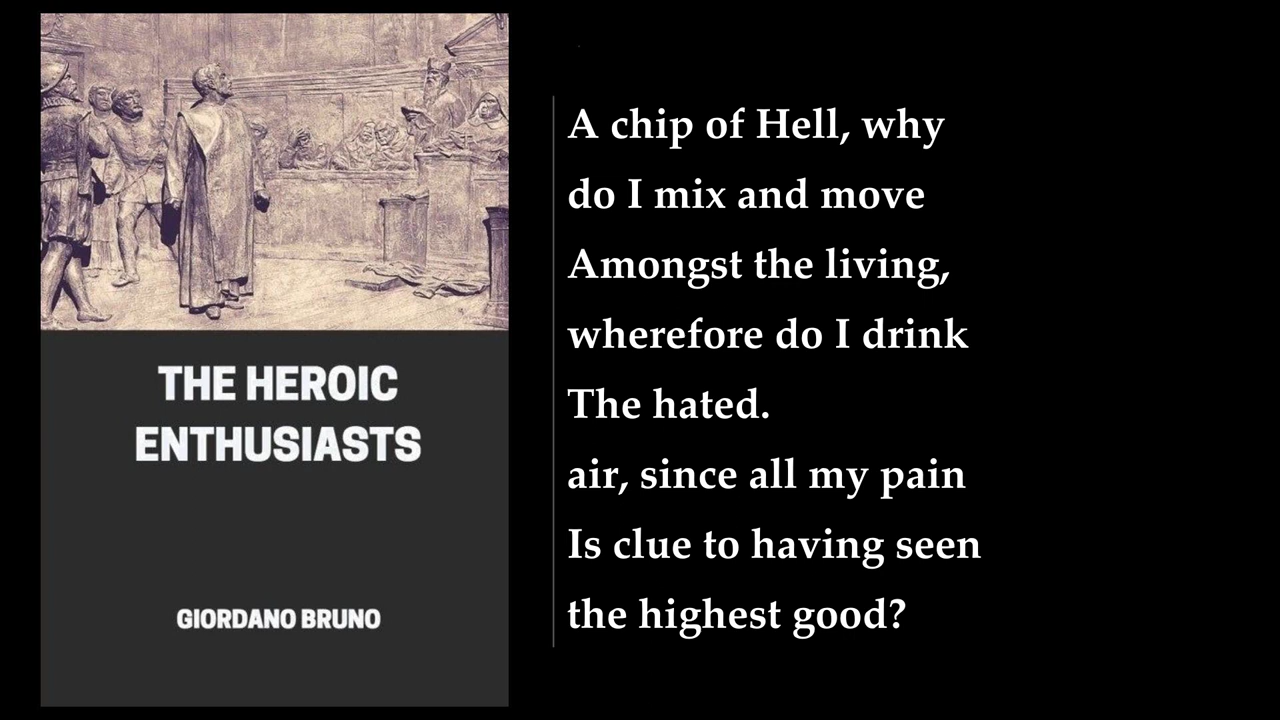 THE HEROIC
ENTHUSIASTS
GIORDANO BRUNO
A chip of Hell, why
do I mix and move
Amongst the living,
wherefore do I drink
The hated.
air, since all my pain
Is clue to having seen
the highest good?